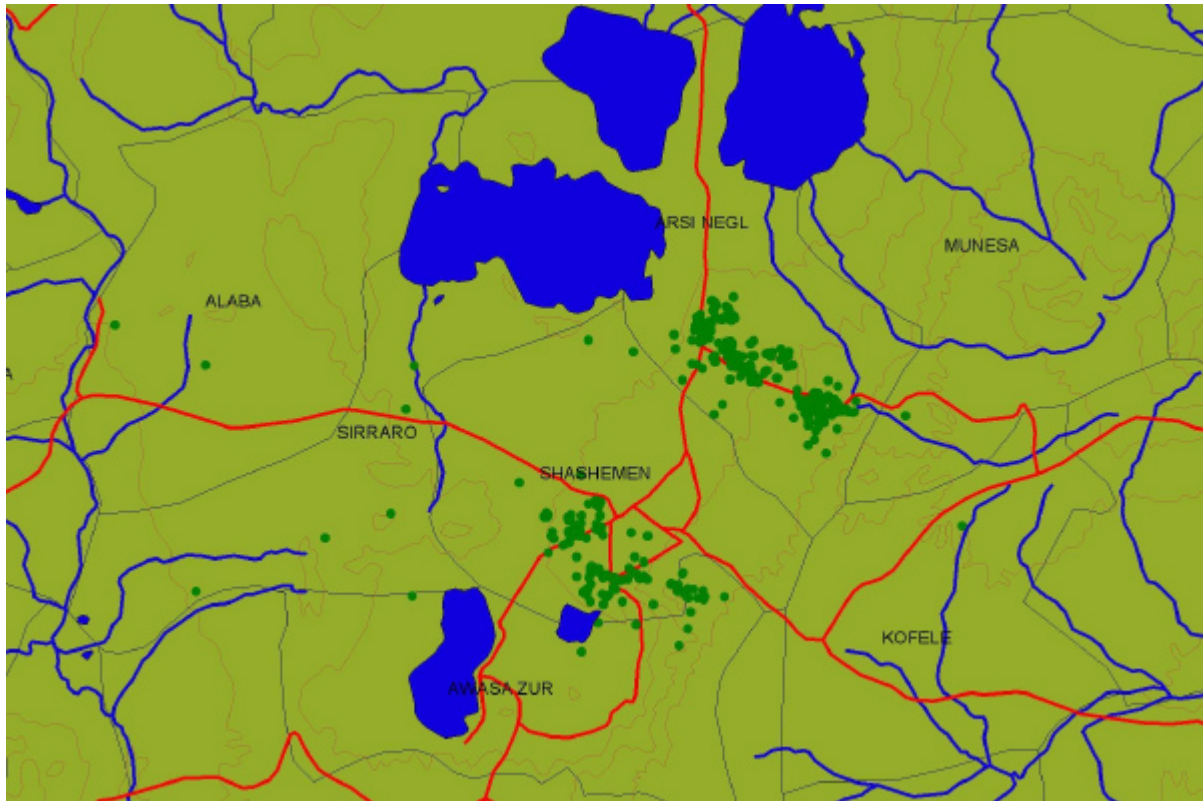 ARSI NEGL
MUNESA
ALABA
A
SIRRARO
SHASHEMEN
KOFELE
AWASA ZUR